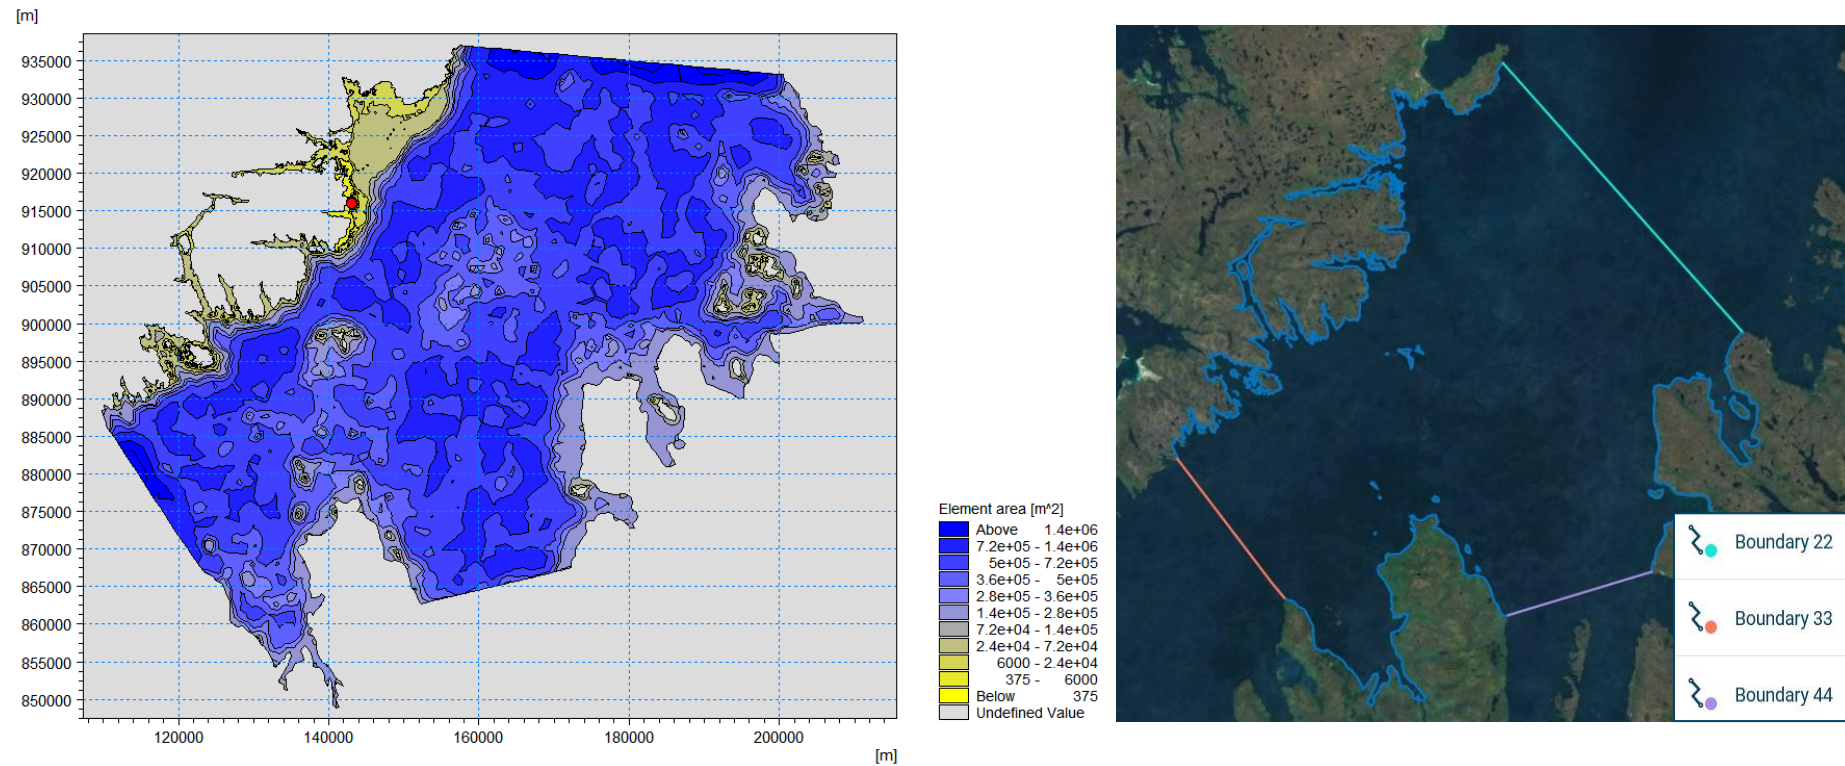 [m]
935000
930000
925000
920000
915000
910000
905000
900000
895000
890000
885000
880000
875000
870000
865000
860000
855000
850000
120000 140000 160000 180000 200000
[m]
Element area [m^2]
Above 1.4e+06
7.2e+05 - 1.4e+06
5e+05 - 7.2e+05
3.6e+05 - 5e+05
2.8e+05 - 3.6e+05
1.4e+05 - 2.8e+05
7.2e+04 - 1.4e+05
2.4e+04 - 7.2e+04
6000 - 2.4e+04
375 - 6000
Below 375
Undefined Value
Boundary 22
Boundary 33
Boundary 44